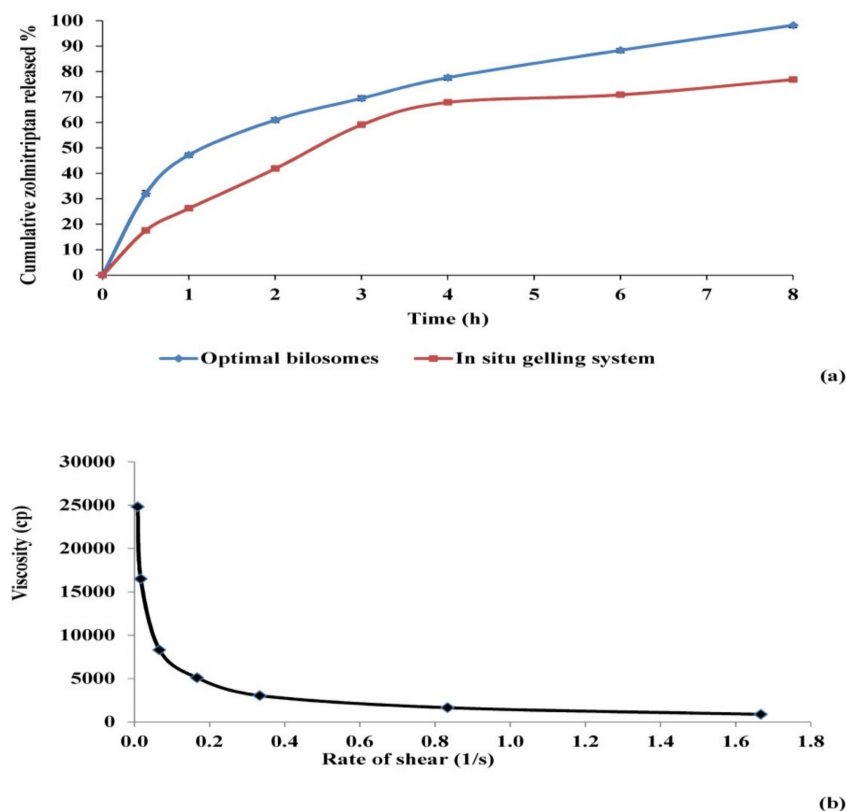 Cumulative zolmitriptan released %
100
90
80
70
60
50
40
30
20
10
0
0 1 2 3 4 5 6 7 8
Time (h)
Optimal bilosomes In situ gelling system
(a)
Viscosity (cp)
30000
25000
20000
15000
10000
5000
0
0.0 0.2 0.4 0.6 0.8 1.0 1.2 1.4 1.6 1.8
Rate of shear (1/s)
(b)